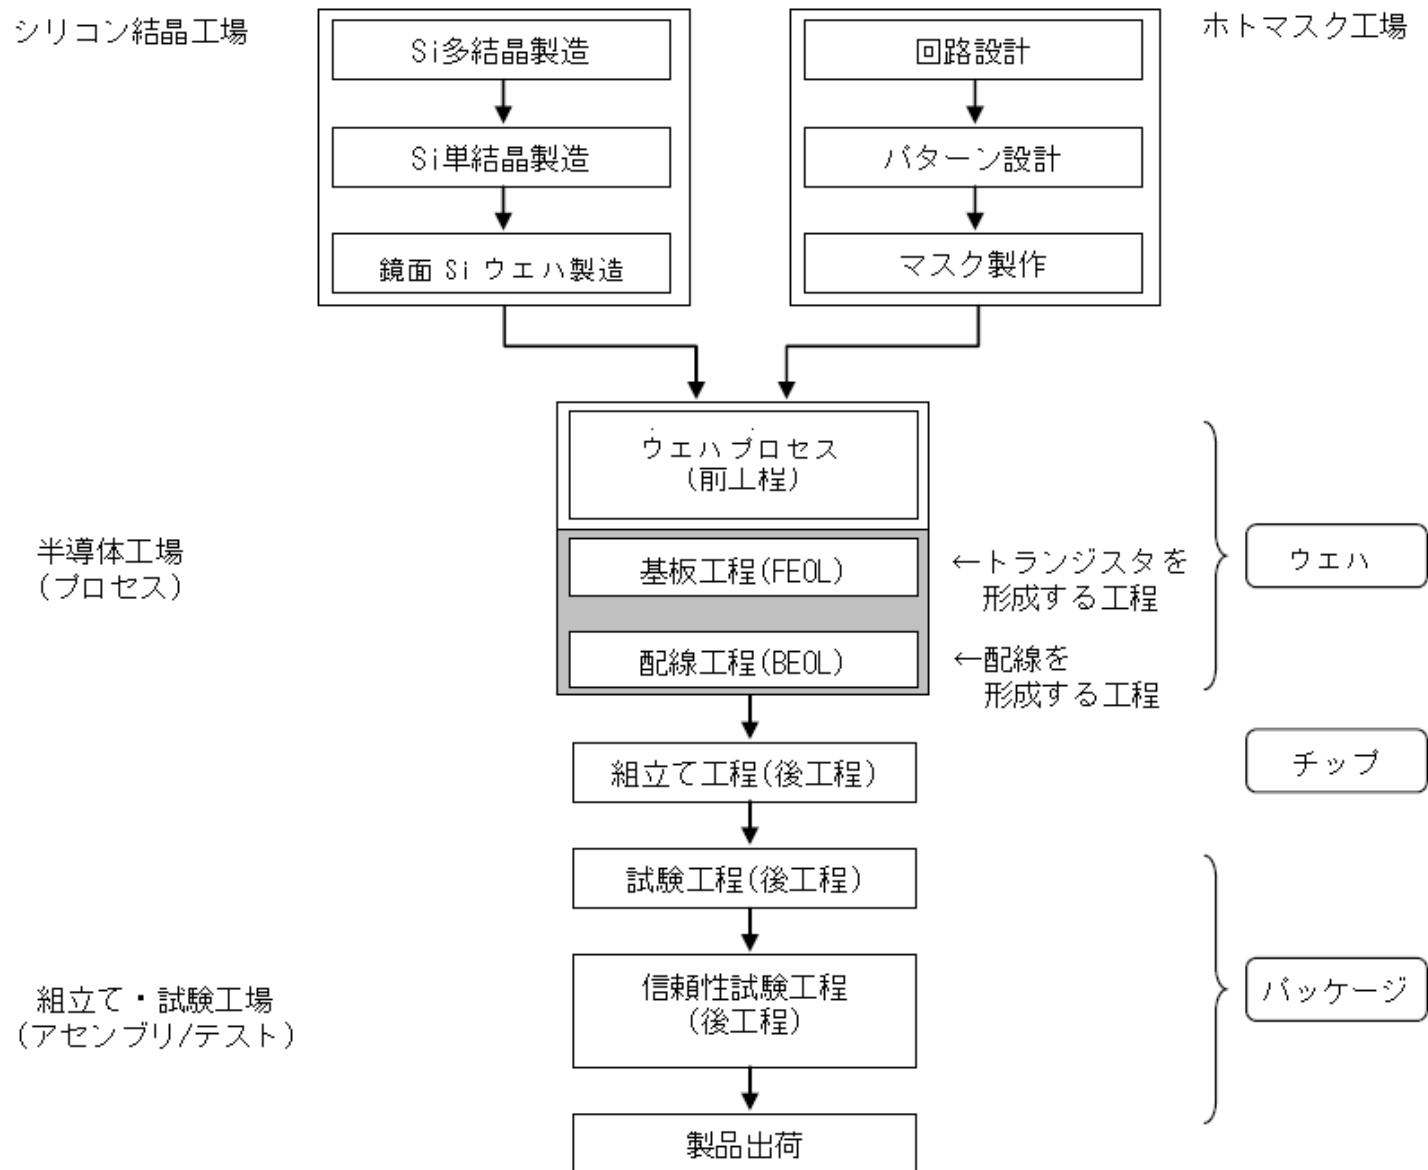 シリコン結晶工場
Si多結晶製造
Si単結晶製造
鏡面 Si ウエハ製造
ホトマスク工場
回路設計
パターン設計
マスク製作
半導体工場
(プロセス)
ウエハプロセス
(前工程)
基板工程(FEOL)
←トランジスタを
形成する工程
配線工程(BEOL)
←配線を
形成する工程
ウエハ
組立て工程(後工程)
チップ
組立て・試験工場
(アセンブリ/テスト)
試験工程(後工程)
信頼性試験工程
(後工程)
製品出荷
パッケージ